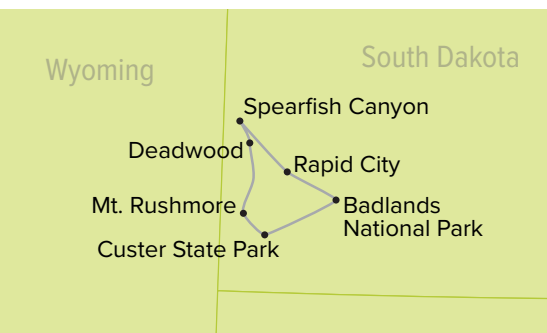 Wyoming
South Dakota
Spearfish Canyon
Deadwood
Rapid City
Mt. Rushmore
Badlands
National Park
Custer State Park